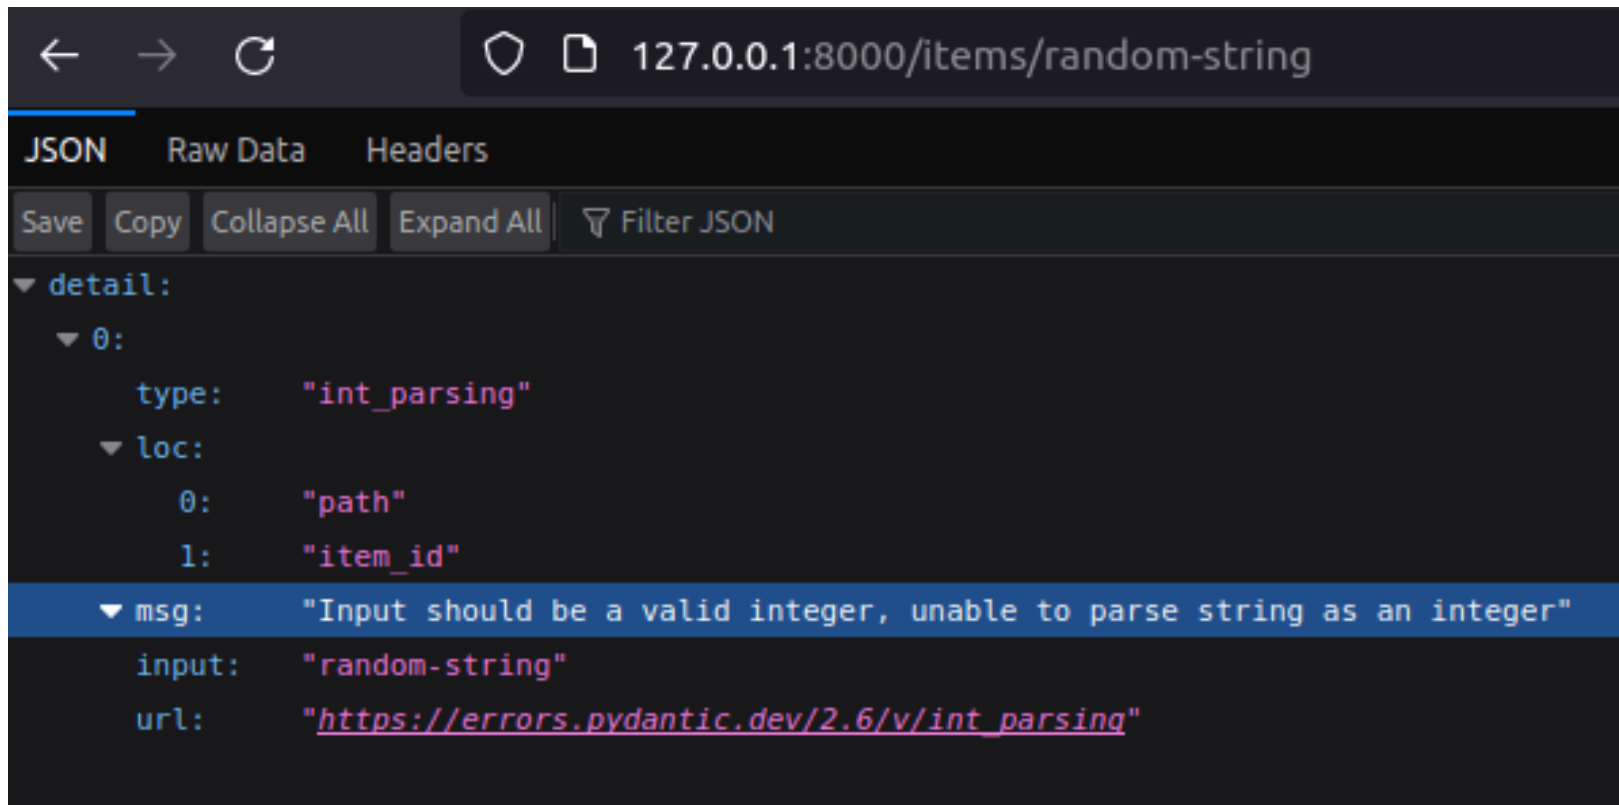 127.0.0.1:8000/items/random-string
JSON Raw Data Headers
Save Copy Collapse All Expand All Filter JSON
detail:
0:
type: "int_parsing"
loc:
0: "path"
1: "item_id"
msg: "Input should be a valid integer, unable to parse string as an integer"
input: "random-string"
url: "https://errors.pydantic.dev/2.6/v/int_parsing"